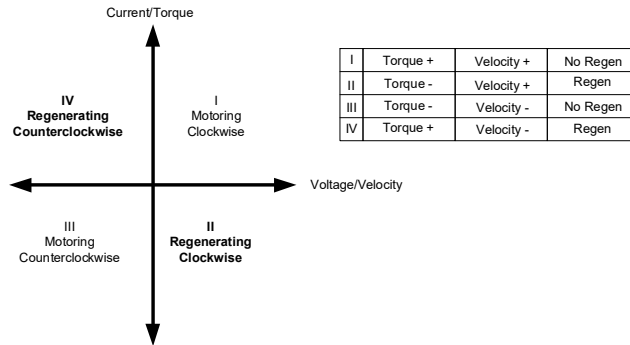 Current/Torque
IV
Regenerating
Counterclockwise
I
Motoring
Clockwise
Voltage/Velocity
III
Motoring
Counterclockwise
II
Regenerating
Clockwise
I Torque + Velocity + No Regen
II Torque - Velocity + Regen
III Torque - Velocity - No Regen
IV Torque + Velocity - Regen